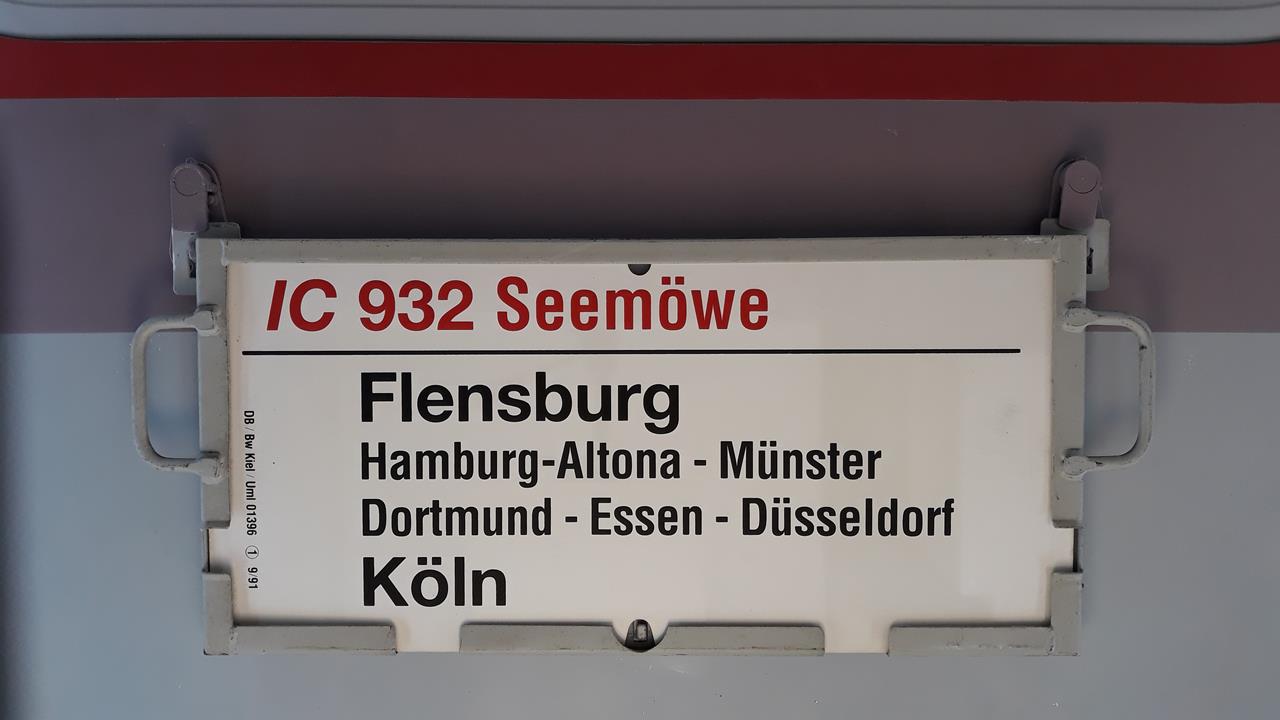 IC 932 Seemöwe
Flensburg
Hamburg-Altona - Münster
Dortmund - Essen - Düsseldorf
Köln
DB / Bw Kiel / Uml 01396 ① 9/91